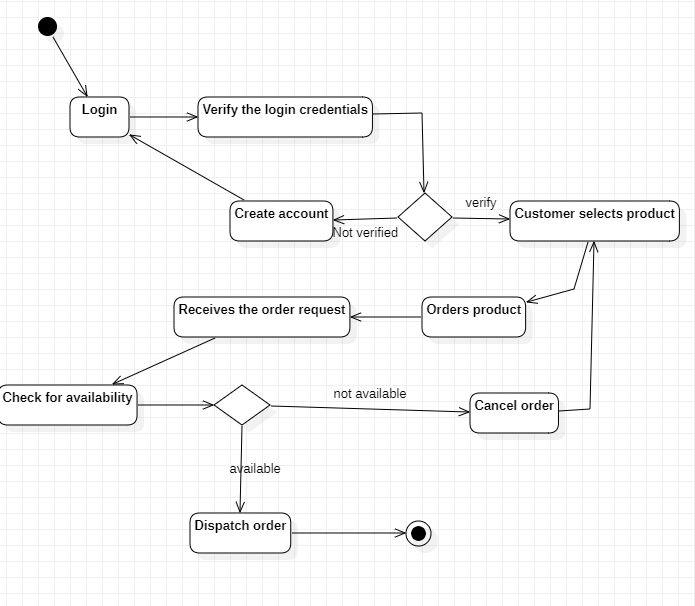 Login
Verify the login credentials
verify
Create account
Not verified
Customer selects product
Receives the order request
Orders product
Check for availability
not available
Cancel order
available
Dispatch order